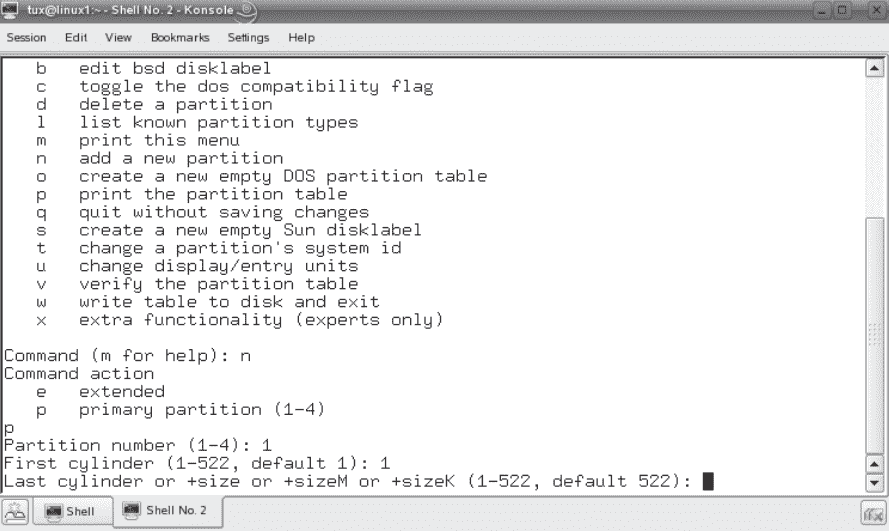 tux@linux1:~ - Shell No. 2 - Konsole
Session Edit View Bookmarks Settings Help
b edit bsd disklabel
c toggle the dos compatibility flag
d delete a partition
l list known partition types
m print this menu
n add a new partition
o create a new empty DOS partition table
p print the partition table
q quit without saving changes
s create a new empty Sun disklabel
t change a partition's system id
u change display/entry units
v verify the partition table
w write table to disk and exit
x extra functionality (experts only)
Command (m for help): n
Command action
e extended
p primary partition (1-4)
p
Partition number (1-4): 1
First cylinder (1-522, default 1): 1
Last cylinder or +size or +sizeM or +sizeK (1-522, default 522):
Shell Shell No. 2